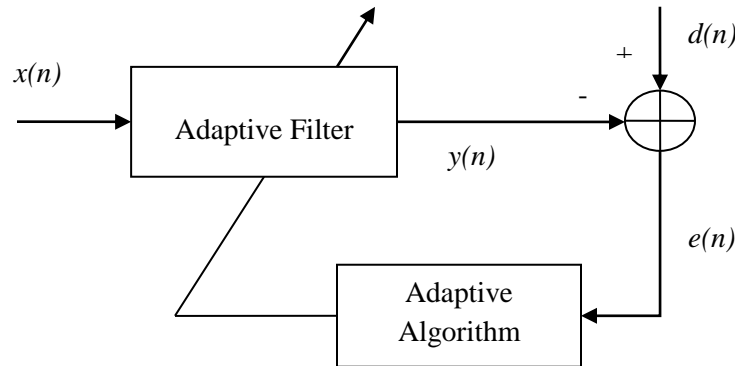 d(n)
+
x(n)
-
Adaptive Filter
y(n)
e(n)
Adaptive
Algorithm